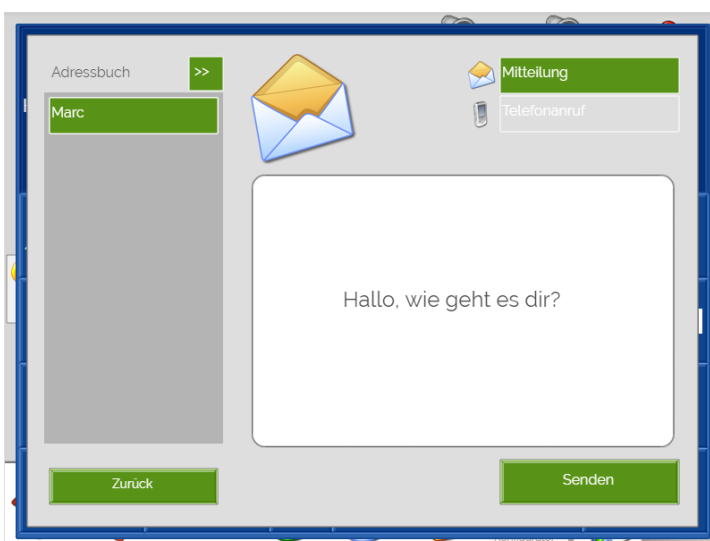 Adressbuch >>
Marc
Mitteilung
Telefonanruf
Hallo, wie geht es dir?
Zurück
Senden